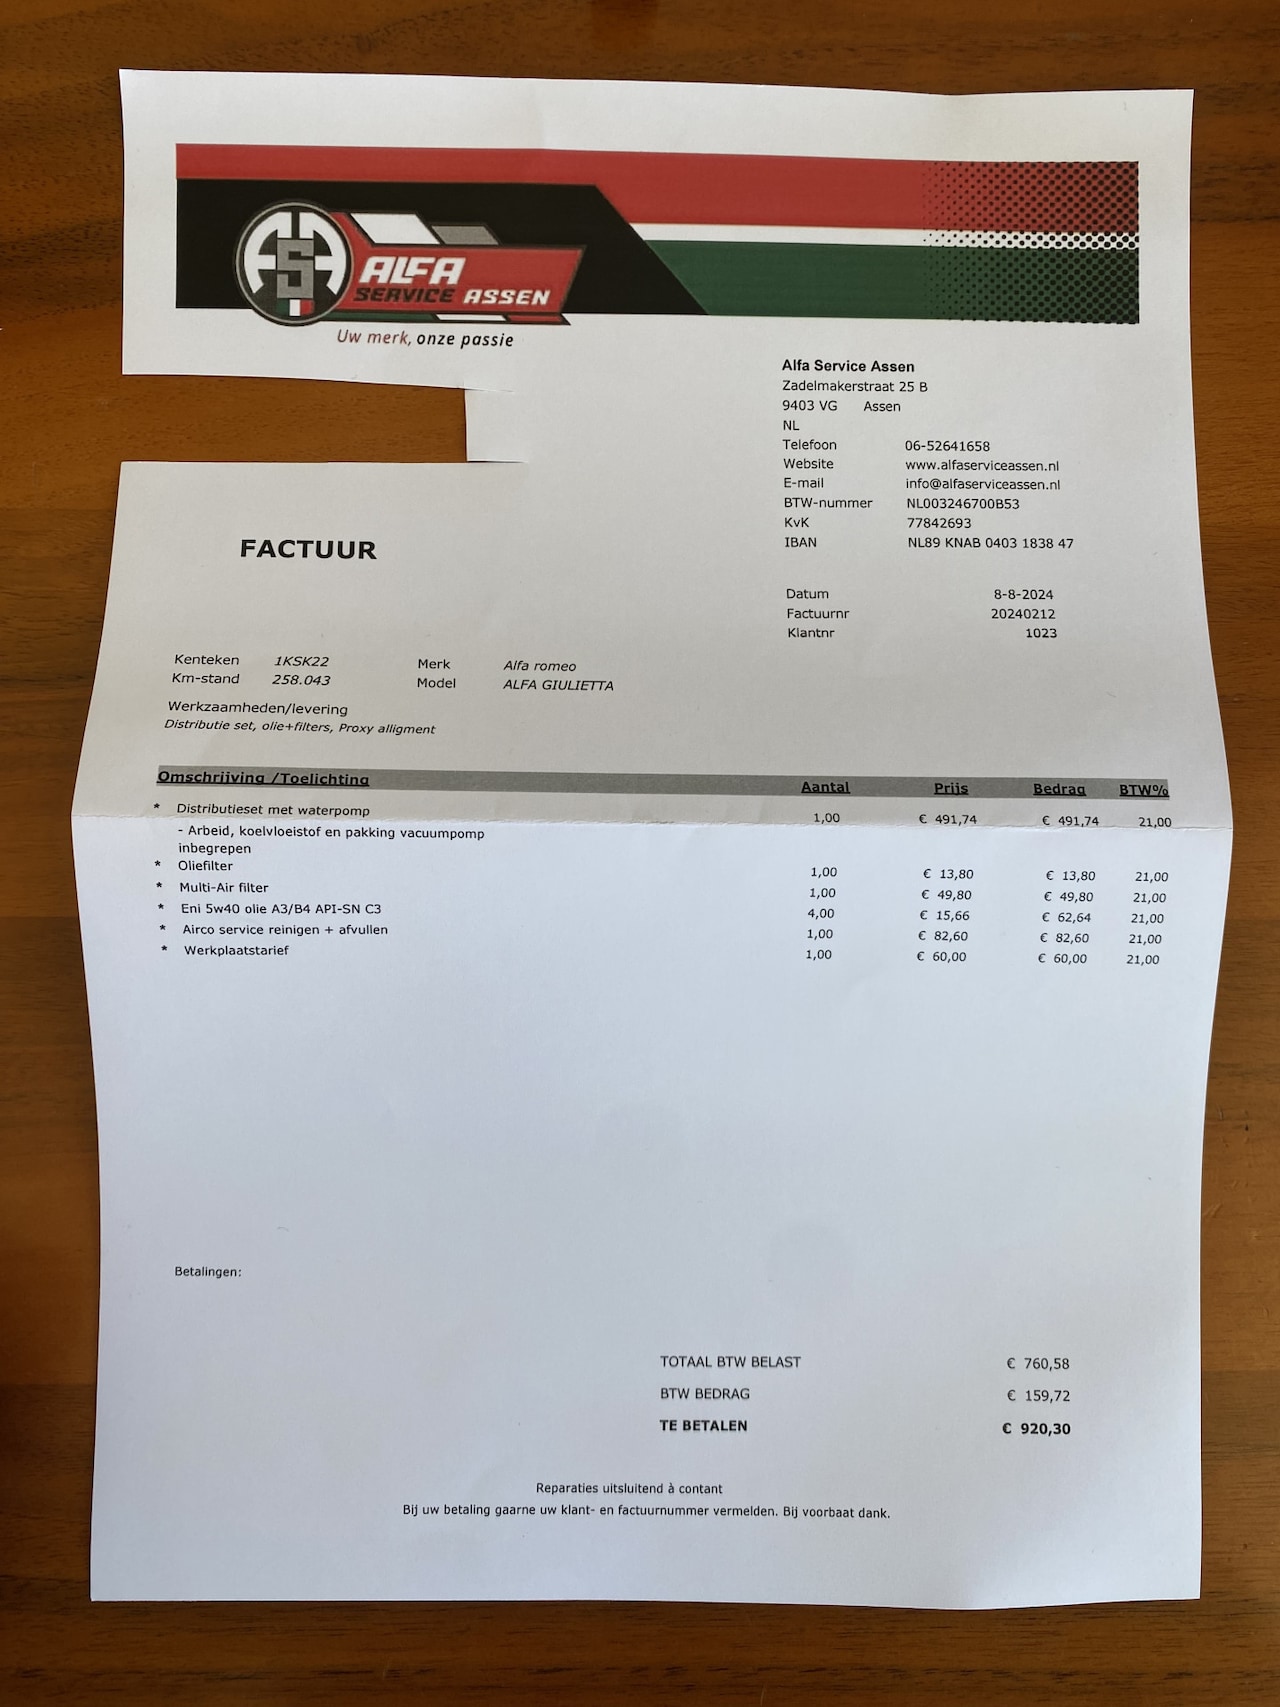 ASA
ALFA
SERVICE ASSEN
Uw merk, onze passie
Alfa Service Assen
Zadelmakerstraat 25 B
9403 VG Assen
NL
Telefoon 06-52641658
Website www.alfaserviceassen.nl
E-mail info@alfaserviceassen.nl
BTW-nummer NL003246700B53
KvK 77842693
IBAN NL89 KNAB 0403 1838 47
FACTUUR
Datum 8-8-2024
Factuurnr 20240212
Klantnr 1023
Kenteken 1KSK22 Merk Alfa romeo
Km-stand 258.043 Model ALFA GIULIETTA
Werkzaamheden/levering
Distributie set, olie+filters, Proxy alligment
Omschrijving /Toelichting Aantal Prijs Bedrag BTW%
* Distributieset met waterpomp 1,00 € 491,74 € 491,74 21,00
- Arbeid, koelvloeistof en pakking vacuumpomp
inbegrepen
* Oliefilter 1,00 € 13,80 € 13,80 21,00
* Multi-Air filter 1,00 € 49,80 € 49,80 21,00
* Eni 5w40 olie A3/B4 API-SN C3 4,00 € 15,66 € 62,64 21,00
* Airco service reinigen + afvullen 1,00 € 82,60 € 82,60 21,00
* Werkplaatstarief 1,00 € 60,00 € 60,00 21,00
Betalingen:
TOTAAL BTW BELAST € 760,58
BTW BEDRAG € 159,72
TE BETALEN € 920,30
Reparaties uitsluitend à contant
Bij uw betaling gaarne uw klant- en factuurnummer vermelden. Bij voorbaat dank.